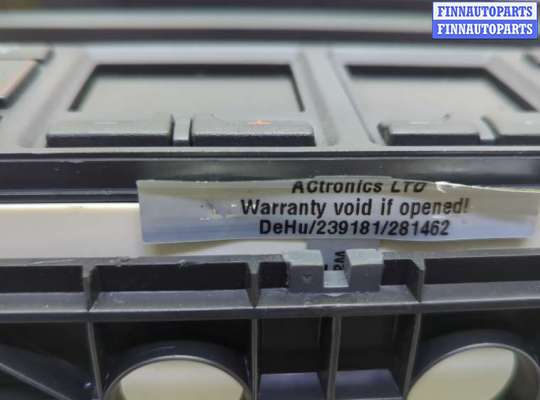 FINNAUTOPARTS
FINNAUTOPARTS
ACtronics LTD
Warranty void if opened!
DeHu/239181/281462